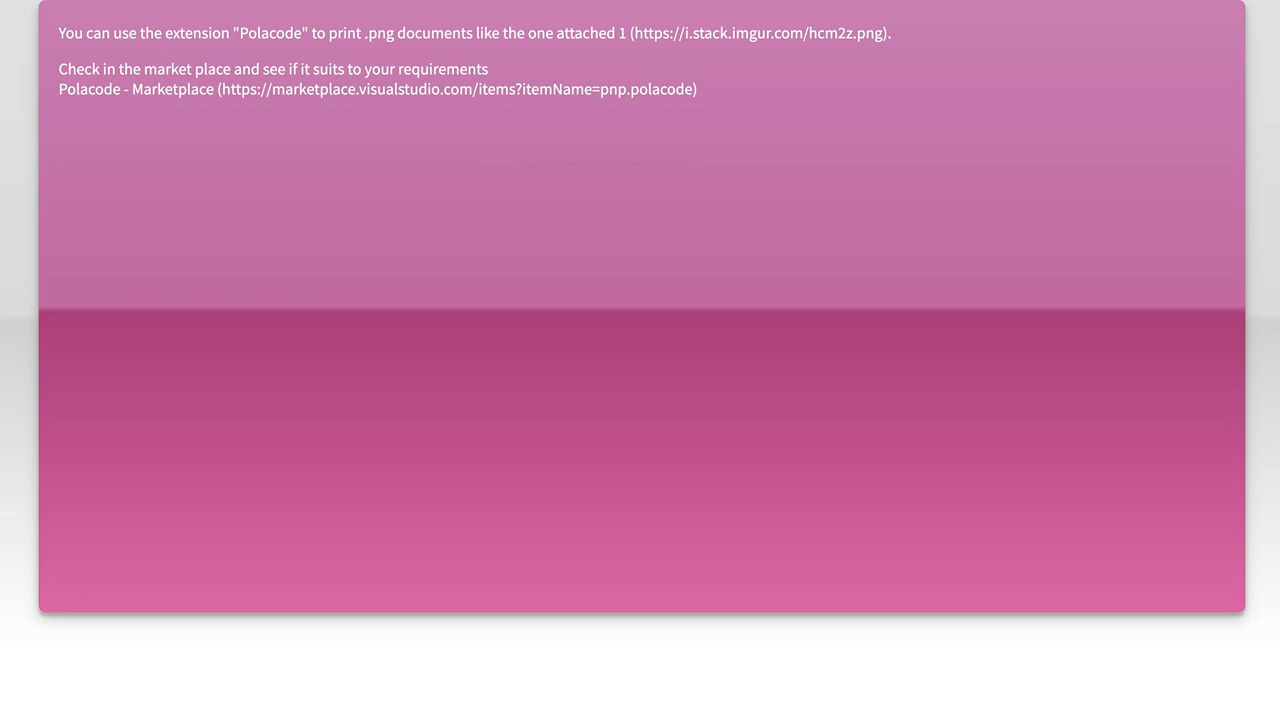 You can use the extension "Polacode" to print .png documents like the one attached 1 (https://i.stack.imgur.com/hcm2z.png).
Check in the market place and see if it suits to your requirements
Polacode - Marketplace (https://marketplace.visualstudio.com/items?itemName=pnp.polacode)